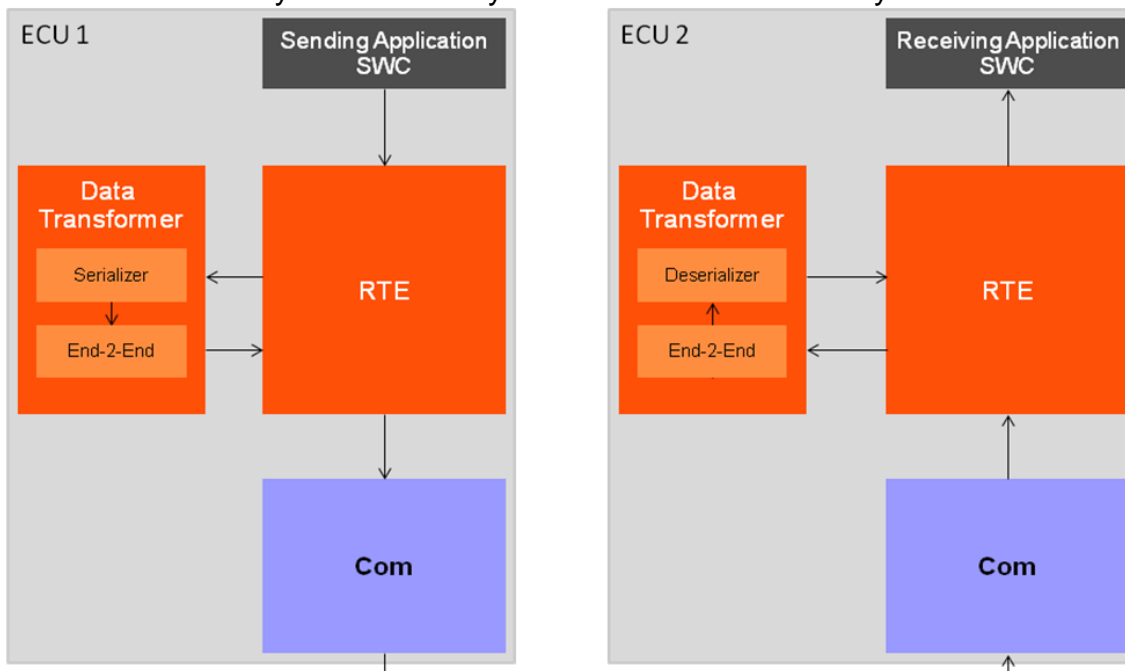 ECU 1
Sending Application
SWC
Data
Transformer
Serializer
End-2-End
RTE
Com
ECU 2
Receiving Application
SWC
Data
Transformer
Deserializer
End-2-End
RTE
Com